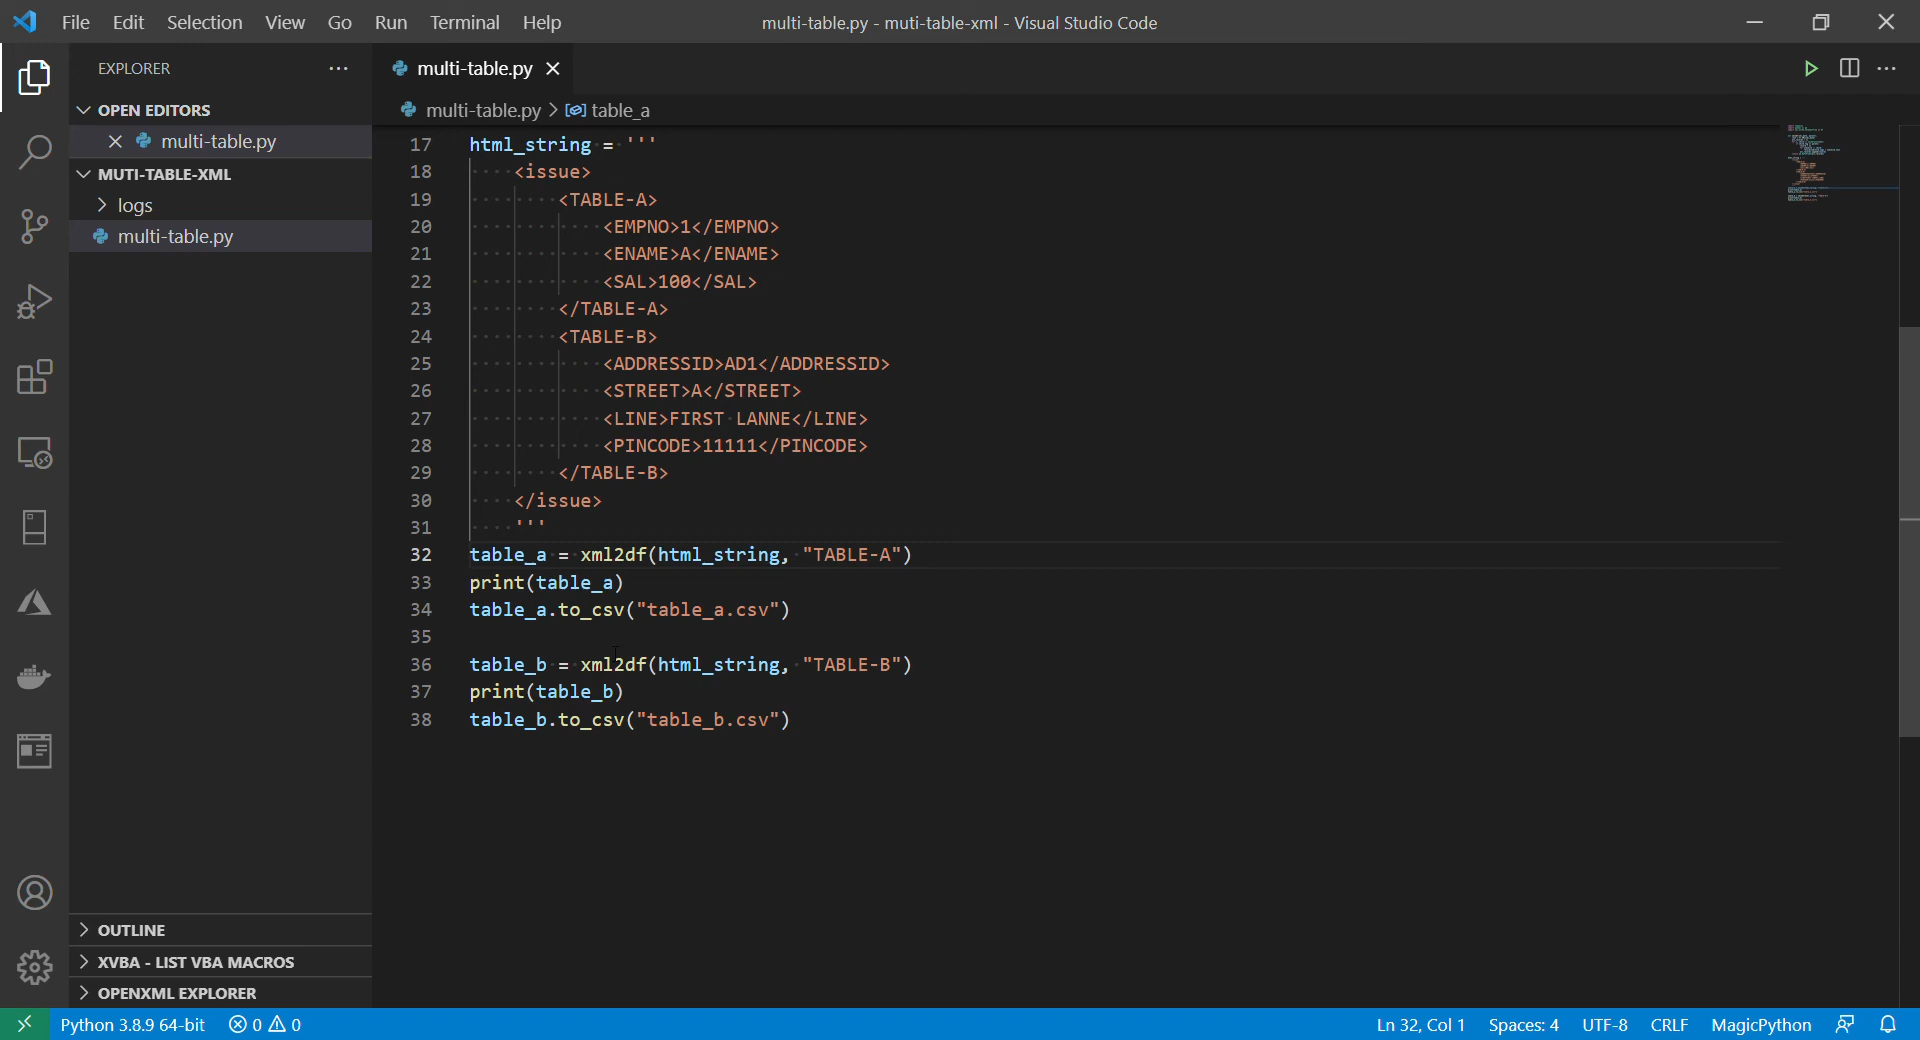 File Edit Selection View Go Run Terminal Help multi-table.py - muti-table-xml - Visual Studio Code
EXPLORER
OPEN EDITORS
multi-table.py
MUTI-TABLE-XML
logs
multi-table.py
OUTLINE
XVBA - LIST VBA MACROS
OPENXML EXPLORER
multi-table.py
multi-table.py > table_a
17 html_string = '''
18 <issue>
19 <TABLE-A>
20 <EMPNO>1</EMPNO>
21 <ENAME>A</ENAME>
22 <SAL>100</SAL>
23 </TABLE-A>
24 <TABLE-B>
25 <ADDRESSID>AD1</ADDRESSID>
26 <STREET>A</STREET>
27 <LINE>FIRST LANNE</LINE>
28 <PINCODE>11111</PINCODE>
29 </TABLE-B>
30 </issue>
31 '''
32 table_a = xml2df(html_string, "TABLE-A")
33 print(table_a)
34 table_a.to_csv("table_a.csv")
35
36 table_b = xml2df(html_string, "TABLE-B")
37 print(table_b)
38 table_b.to_csv("table_b.csv")
Python 3.8.9 64-bit 0 0 Ln 32, Col 1 Spaces: 4 UTF-8 CRLF MagicPython